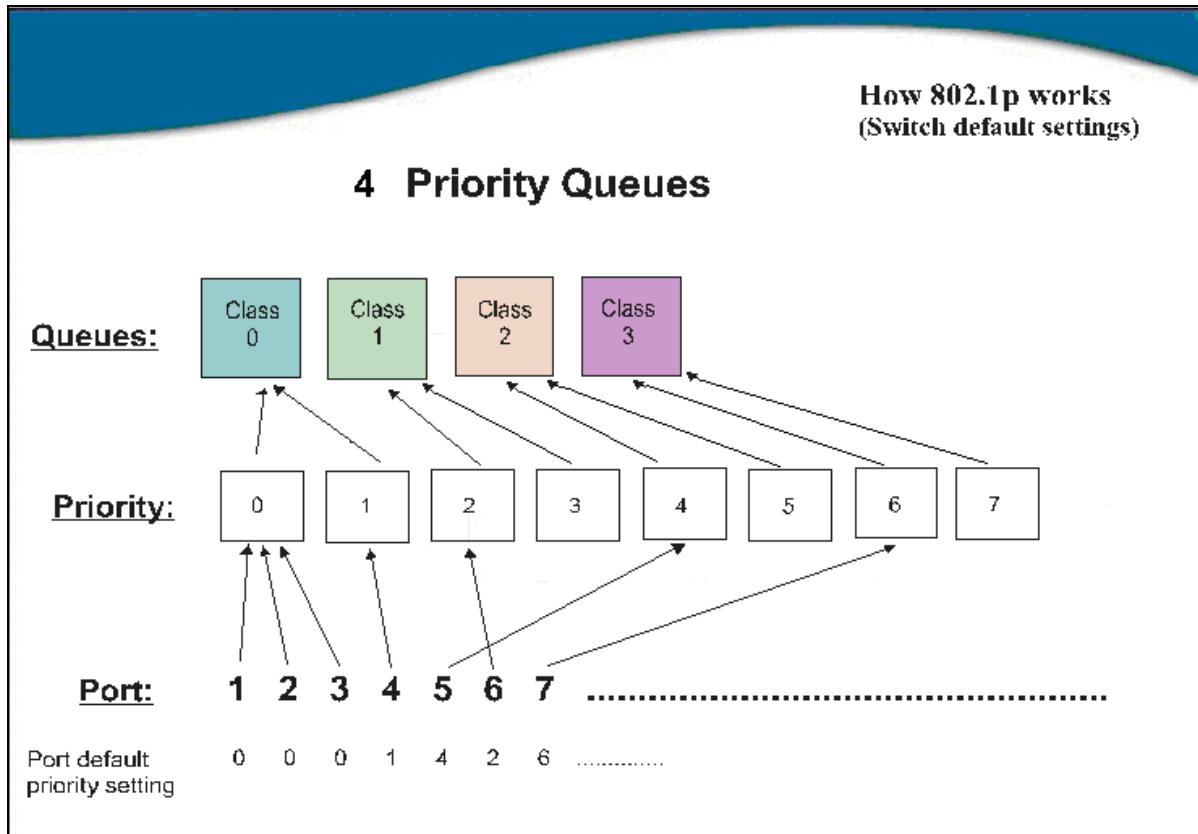 How 802.1p works
(Switch default settings)
4 Priority Queues
Class
0
Class
1
Class
2
Class
3
Queues:
Priority:
0
1
2
3
4
5
6
7
Port:
1 2 3 4 5 6 7 ................................................
Port default
priority setting
0 0 0 1 4 2 6 .............